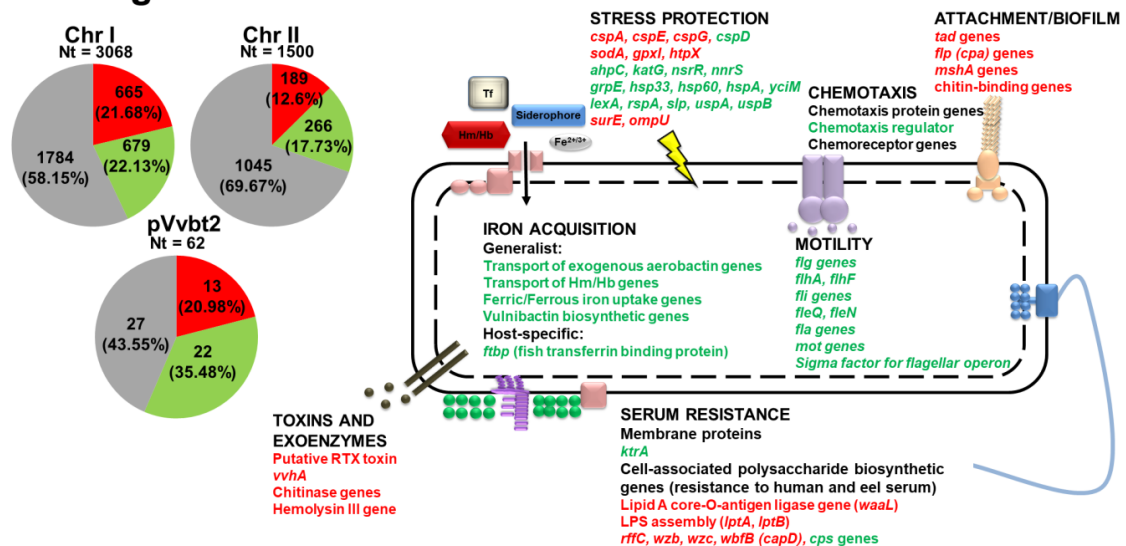 Chr I
Nt = 3068
665
(21.68%)
679
(22.13%)
1784
(58.15%)
Chr II
Nt = 1500
189
(12.6%)
266
(17.73%)
1045
(69.67%)
pVvbt2
Nt = 62
13
(20.98%)
22
(35.48%)
27
(43.55%)
STRESS PROTECTION
cspA, cspE, cspG, cspD
sodA, gpxI, htpX
ahpC, katG, nsrR, nnrS
grpE, hsp33, hsp60, hspA, yciM
lexA, rspA, slp, uspA, uspB
surE, ompU
ATTACHMENT/BIOFILM
tad genes
flp (cpa) genes
mshA genes
chitin-binding genes
CHEMOTAXIS
Chemotaxis protein genes
Chemotaxis regulator
Chemoreceptor genes
Tf
Siderophore
Hm/Hb
Fe2+/3+
IRON ACQUISITION
Generalist:
Transport of exogenous aerobactin genes
Transport of Hm/Hb genes
Ferric/Ferrous iron uptake genes
Vulnibactin biosynthetic genes
Host-specific:
ftbp (fish transferrin binding protein)
MOTILITY
flg genes
flhA, flhF
fli genes
fleQ, fleN
fla genes
mot genes
Sigma factor for flagellar operon
TOXINS AND
EXOENZYMES
Putative RTX toxin
vvhA
Chitinase genes
Hemolysin III gene
SERUM RESISTANCE
Membrane proteins
ktrA
Cell-associated polysaccharide biosynthetic
genes (resistance to human and eel serum)
Lipid A core-O-antigen ligase gene (waaL)
LPS assembly (lptA, lptB)
rffC, wzb, wzc, wbfB (capD), cps genes